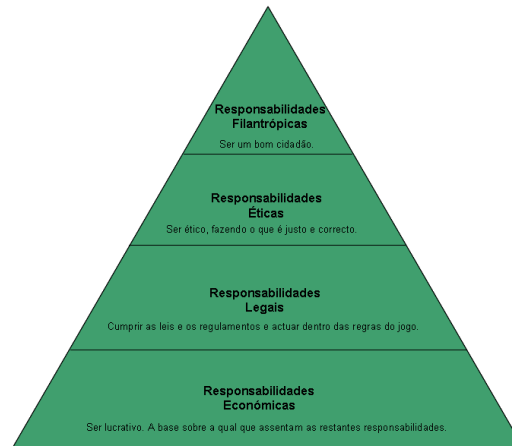 Responsabilidades
Filantrópicas
Ser um bom cidadão.
Responsabilidades
Éticas
Ser ético, fazendo o que é justo e correcto.
Responsabilidades
Legais
Cumprir as leis e os regulamentos e actuar dentro das regras do jogo.
Responsabilidades
Económicas
Ser lucrativo. A base sobre a qual que assentam as restantes responsabilidades.